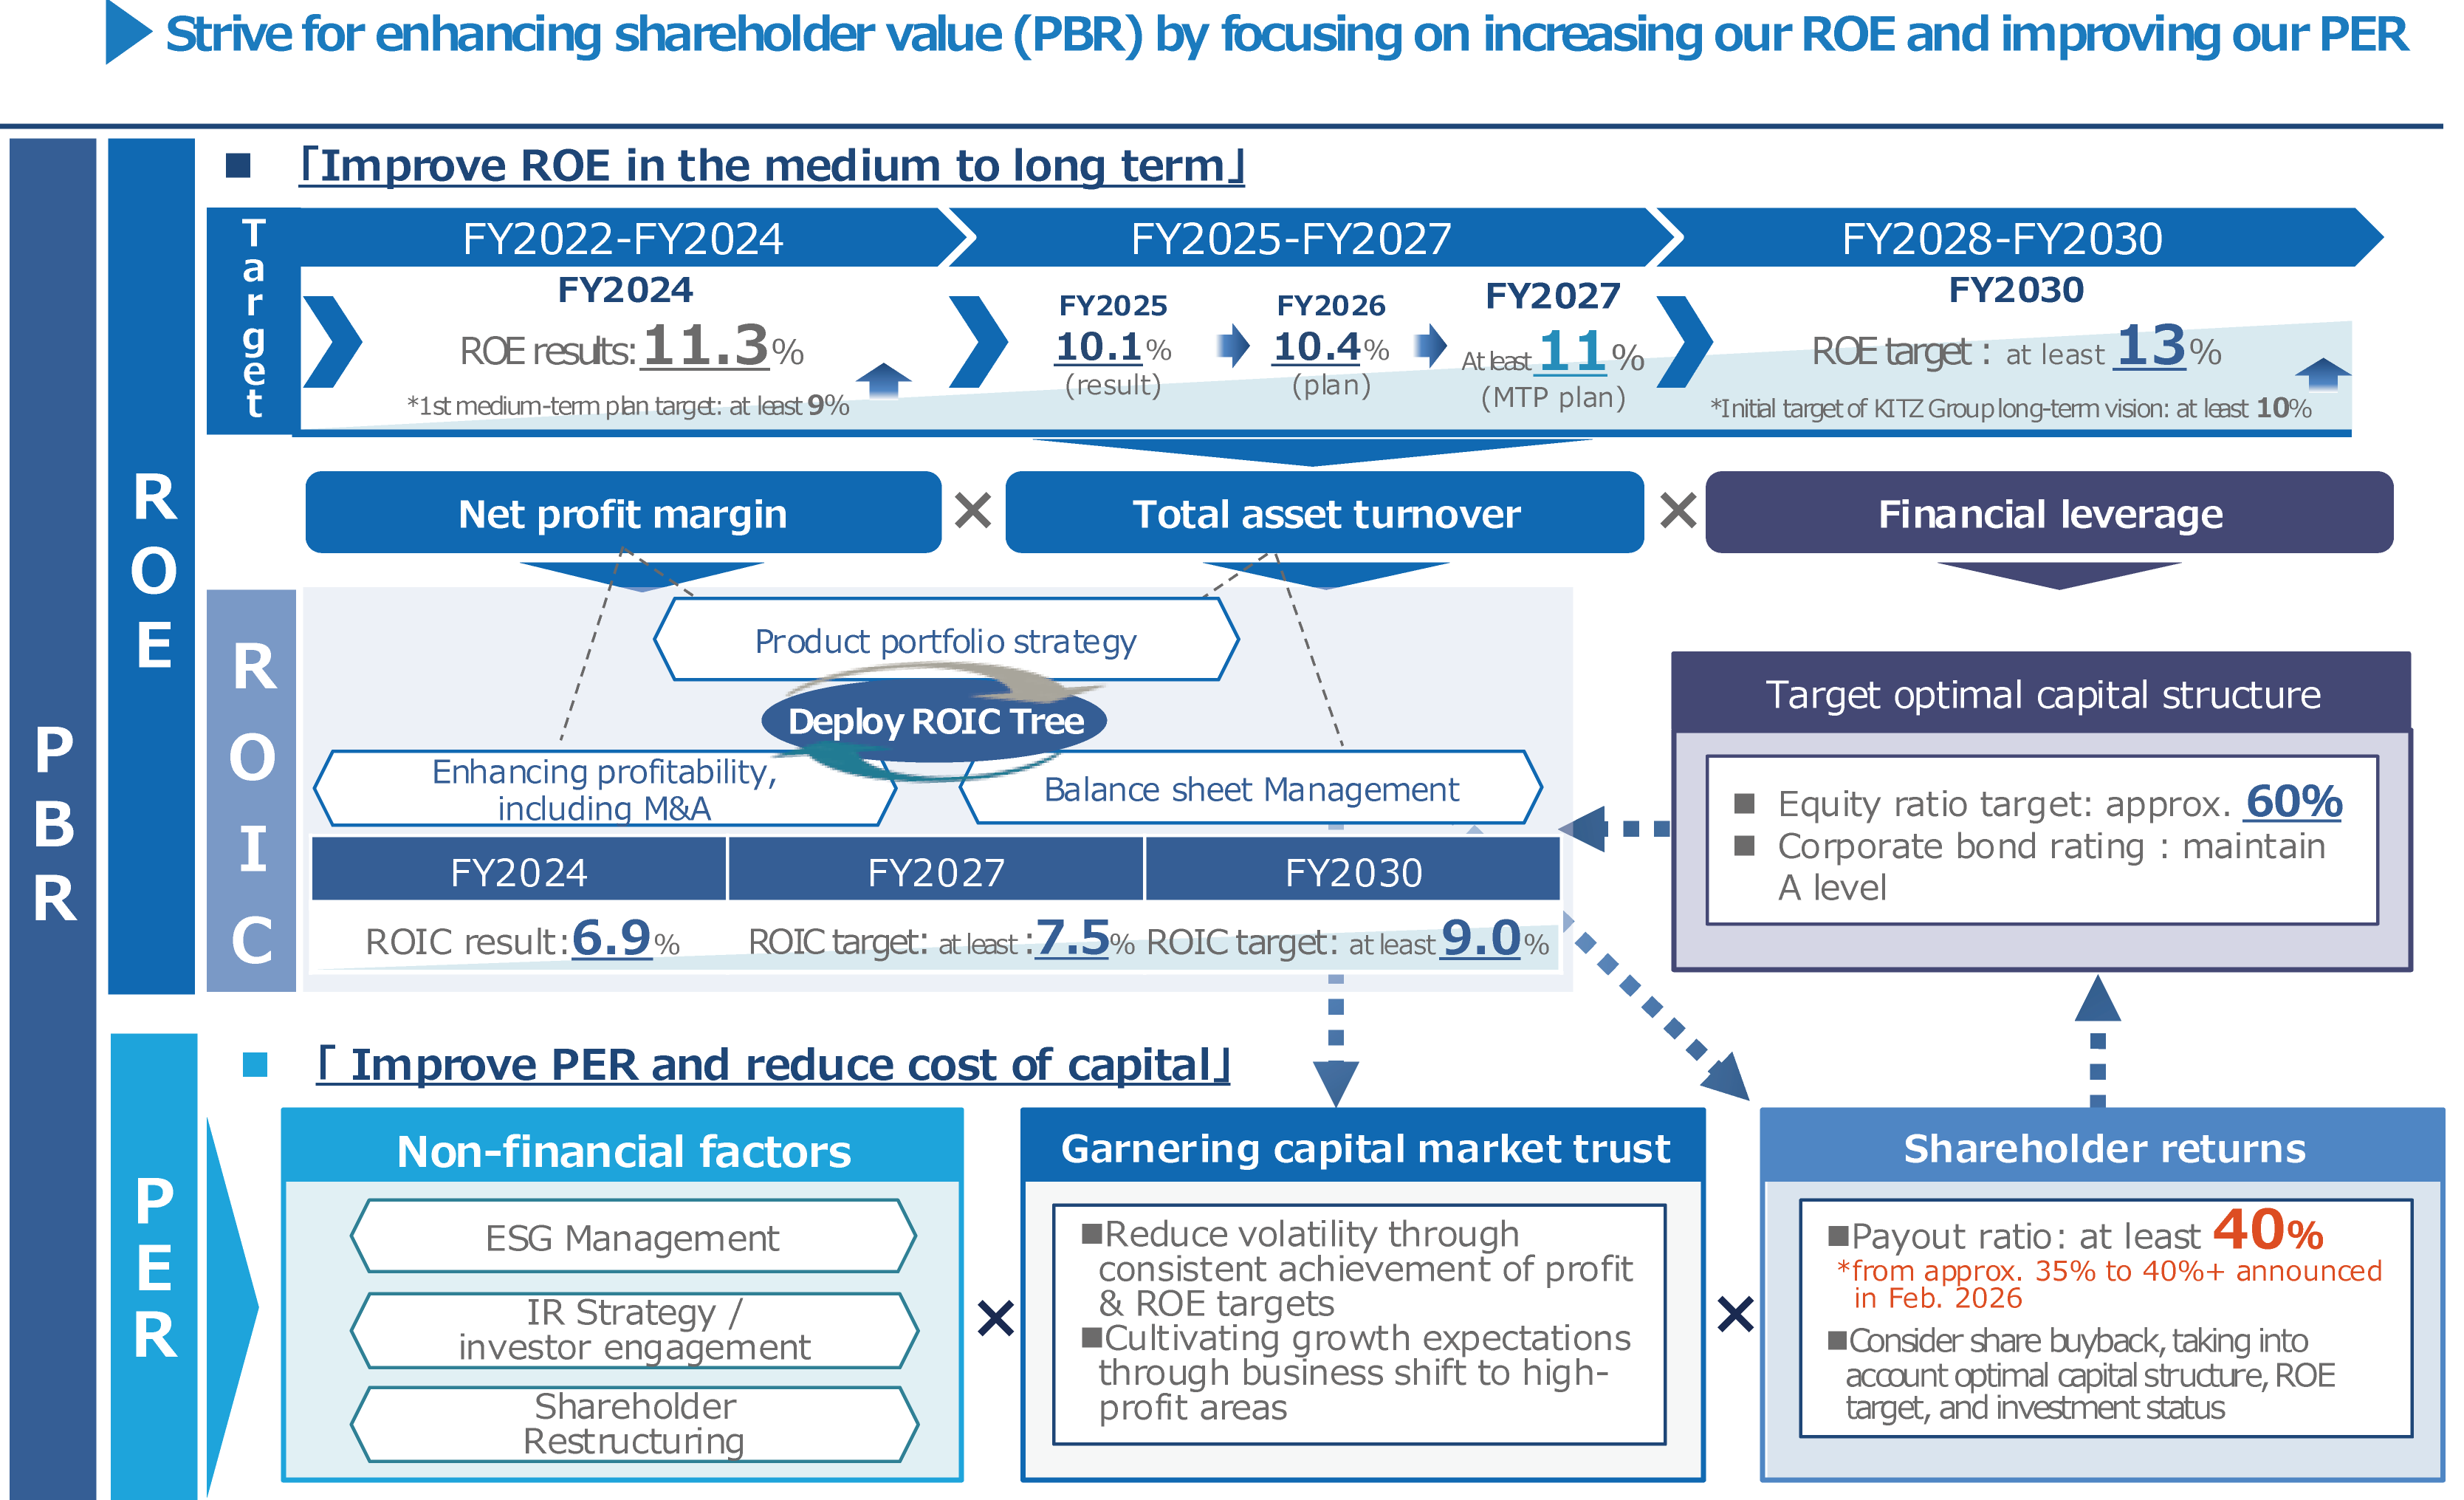 Strive for enhancing shareholder value (PBR) by focusing on increasing our ROE and improving our PER
PBR
ROE
■ ｢Improve ROE in the medium to long term｣
Target
FY2022-FY2024
FY2025-FY2027
FY2028-FY2030
FY2024
ROE results: 11.3%
*1st medium-term plan target: at least 9%
FY2025
10.1%
(result)
FY2026
10.4%
(plan)
FY2027
At least 11%
(MTP plan)
FY2030
ROE target : at least 13%
*Initial target of KITZ Group long-term vision: at least 10%
Net profit margin
×
Total asset turnover
×
Financial leverage
ROIC
Product portfolio strategy
Deploy ROIC Tree
Enhancing profitability,
including M&A
Balance sheet Management
FY2024
FY2027
FY2030
ROIC result:6.9%
ROIC target: at least :7.5%
ROIC target: at least 9.0%
Target optimal capital structure
■ Equity ratio target: approx. 60%
■ Corporate bond rating : maintain
A level
PER
■ ｢ Improve PER and reduce cost of capital｣
Non-financial factors
ESG Management
IR Strategy /
investor engagement
Shareholder
Restructuring
×
Garnering capital market trust
■Reduce volatility through
consistent achievement of profit
& ROE targets
■Cultivating growth expectations
through business shift to high-
profit areas
×
Shareholder returns
■Payout ratio: at least 40%
*from approx. 35% to 40%+ announced
in Feb. 2026
■Consider share buyback, taking into
account optimal capital structure, ROE
target, and investment status